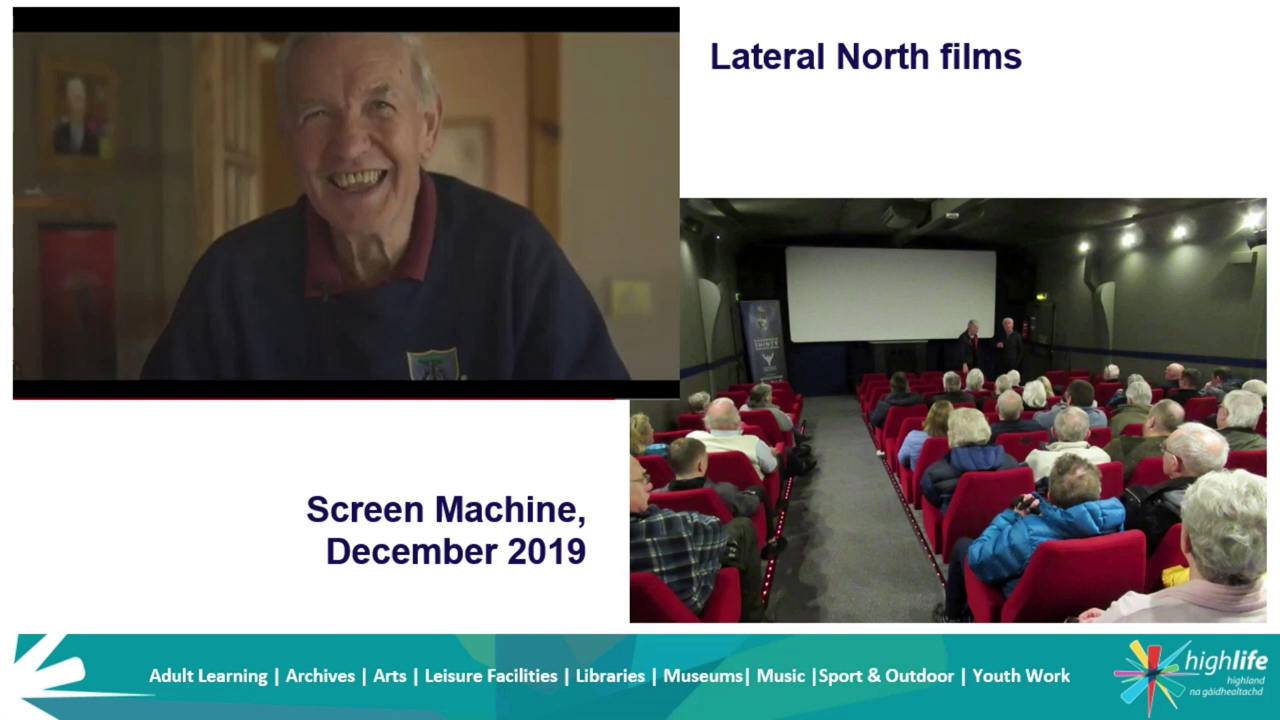 Lateral North films
Screen Machine,
December 2019
Adult Learning | Archives | Arts | Leisure Facilities | Libraries | Museums| Music |Sport & Outdoor | Youth Work
highlife
highland
na gàidhealtachd